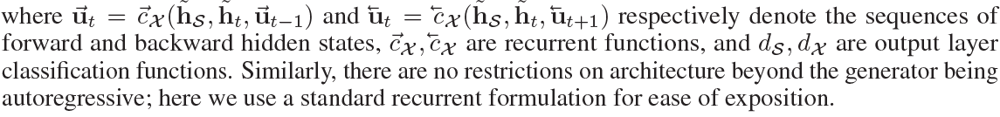 where $\vec{\mathbf{u}}_t = \vec{c}_{\mathcal{X}}(\tilde{\mathbf{h}}_{\mathcal{S}}, \tilde{\mathbf{h}}_t, \vec{\mathbf{u}}_{t-1})$ and $\overleftarrow{\mathbf{u}}_t = \overleftarrow{c}_{\mathcal{X}}(\tilde{\mathbf{h}}_{\mathcal{S}}, \tilde{\mathbf{h}}_t, \overleftarrow{\mathbf{u}}_{t+1})$ respectively denote the sequences of
forward and backward hidden states, $\vec{c}_{\mathcal{X}}, \overleftarrow{c}_{\mathcal{X}}$ are recurrent functions, and $d_{\mathcal{S}}, d_{\mathcal{X}}$ are output layer
classification functions. Similarly, there are no restrictions on architecture beyond the generator being
autoregressive; here we use a standard recurrent formulation for ease of exposition.